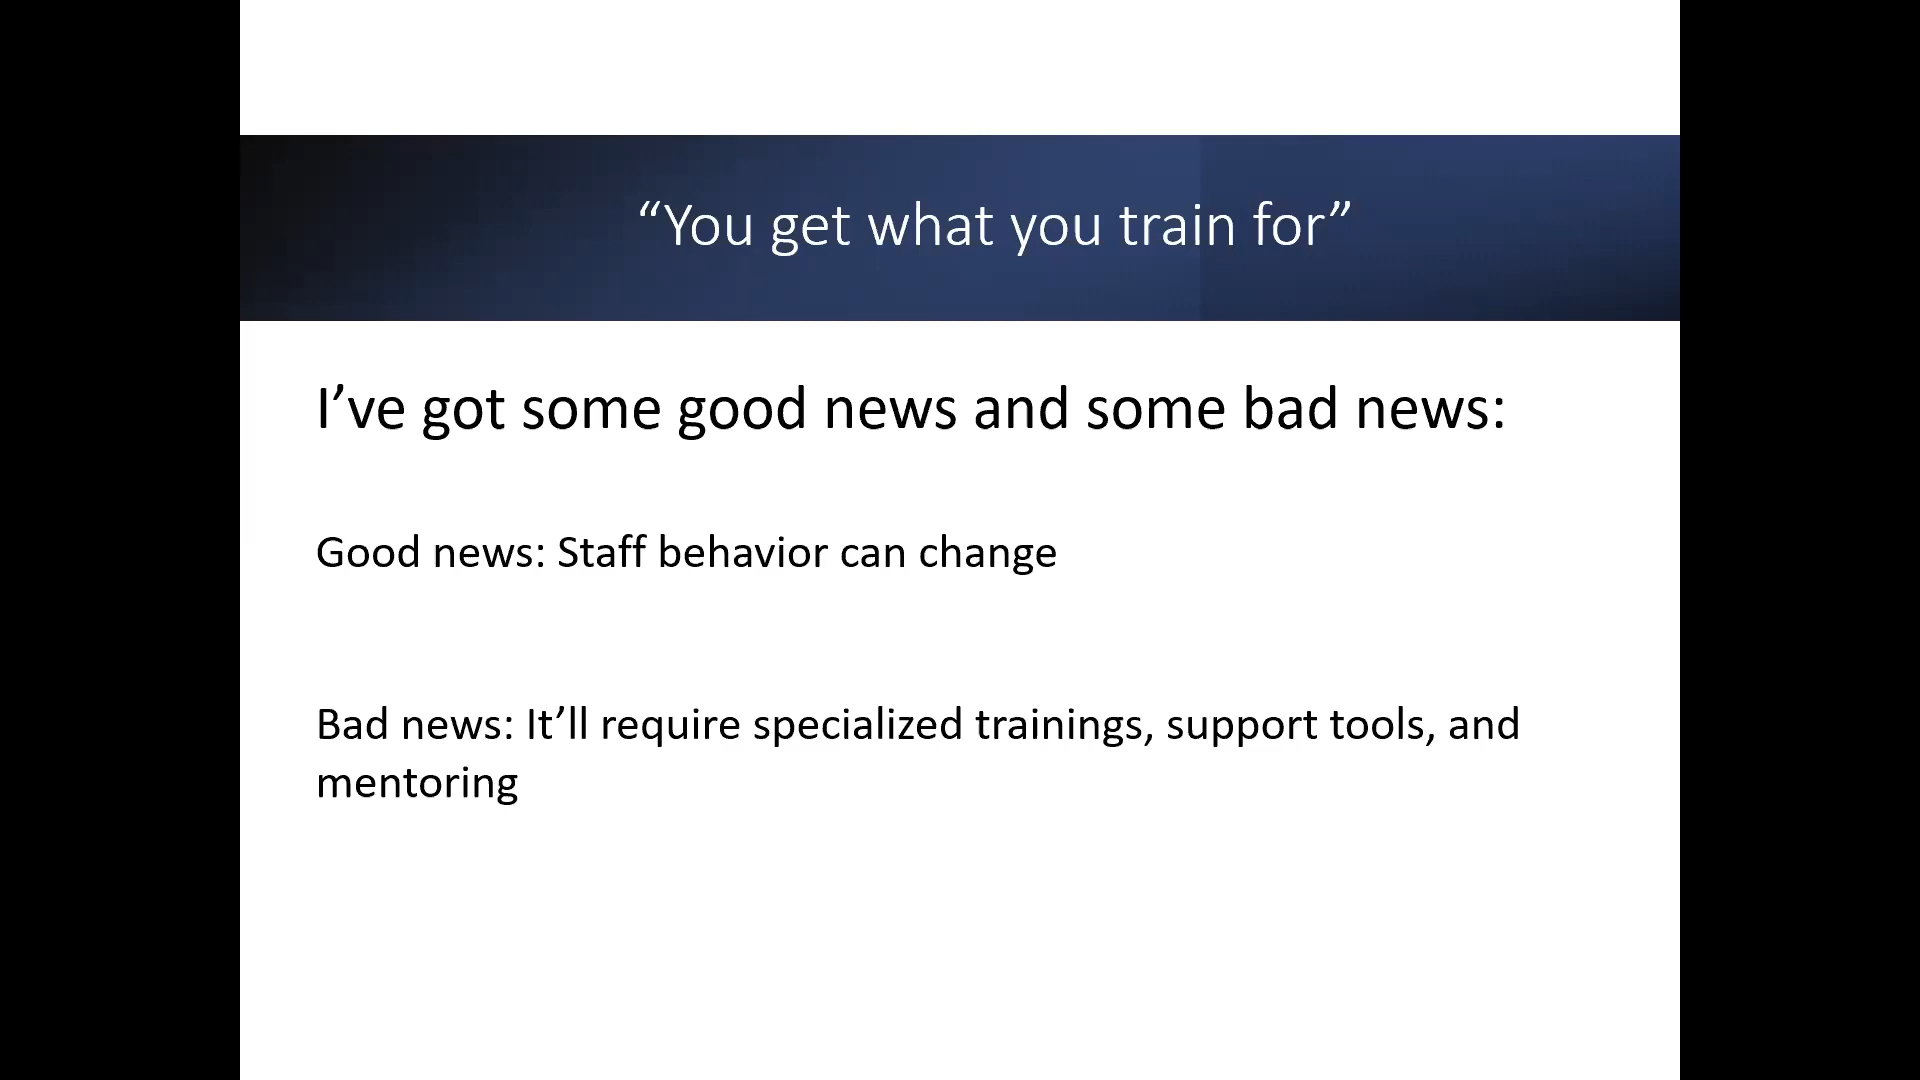 “You get what you train for”
I’ve got some good news and some bad news:
Good news: Staff behavior can change
Bad news: It’ll require specialized trainings, support tools, and
mentoring